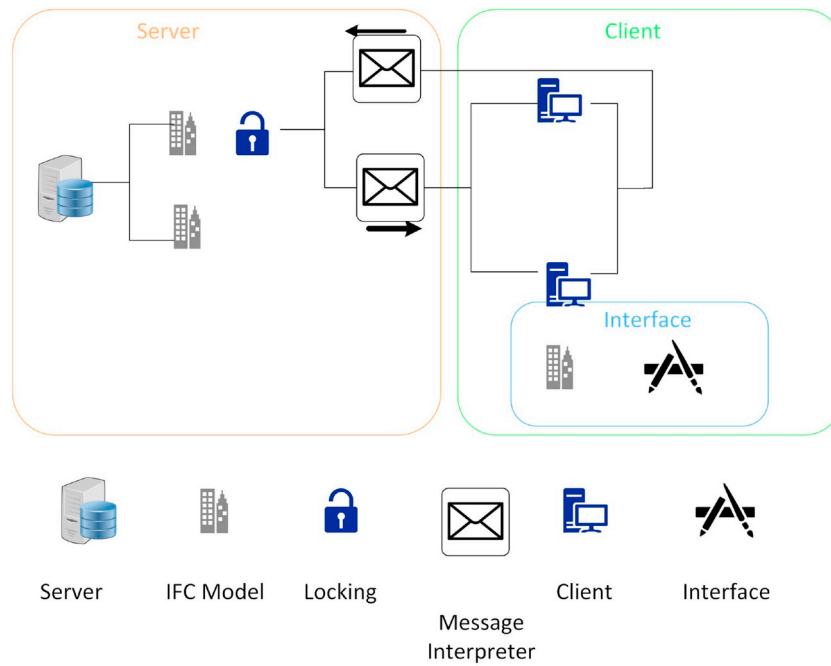 Server
Client
Interface
Server
IFC Model
Locking
Message
Interpreter
Client
Interface